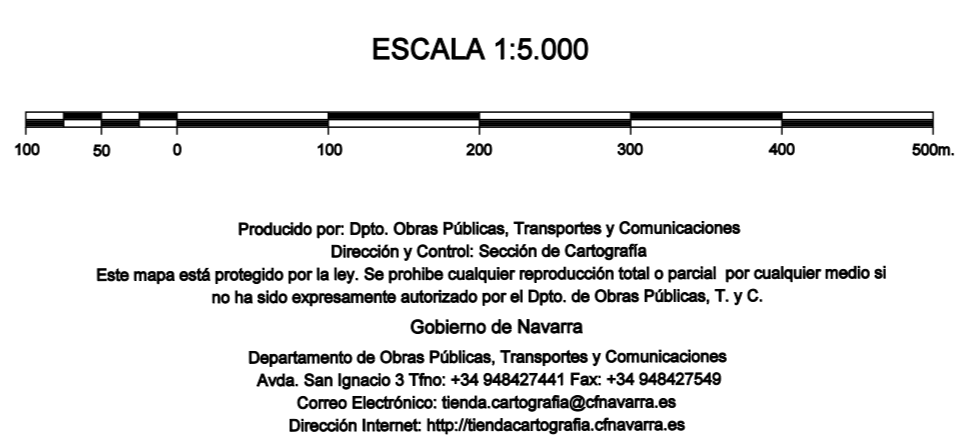 ESCALA 1:5.000
100 50 0 100 200 300 400 500m.
Producido por: Dpto. Obras Públicas, Transportes y Comunicaciones
Dirección y Control: Sección de Cartografía
Este mapa está protegido por la ley. Se prohibe cualquier reproducción total o parcial por cualquier medio si
no ha sido expresamente autorizado por el Dpto. de Obras Públicas, T. y C.
Gobierno de Navarra
Departamento de Obras Públicas, Transportes y Comunicaciones
Avda. San Ignacio 3 Tfno: +34 948427441 Fax: +34 948427549
Correo Electrónico: tienda.cartografia@cfnavarra.es
Dirección Internet: http://tiendacartografia.cfnavarra.es